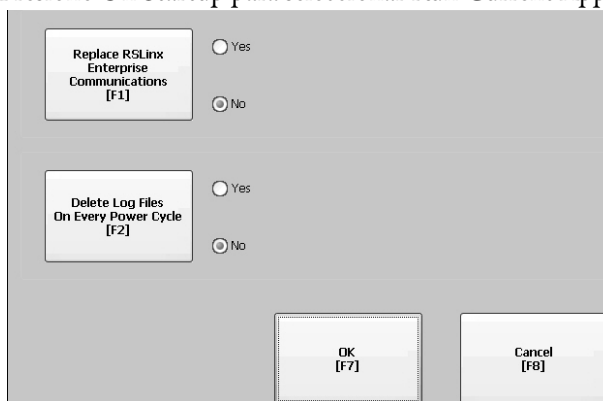 Replace RSLinx
Enterprise
Communications
[F1]
Yes
No
Delete Log Files
On Every Power Cycle
[F2]
Yes
No
OK
[F7]
Cancel
[F8]